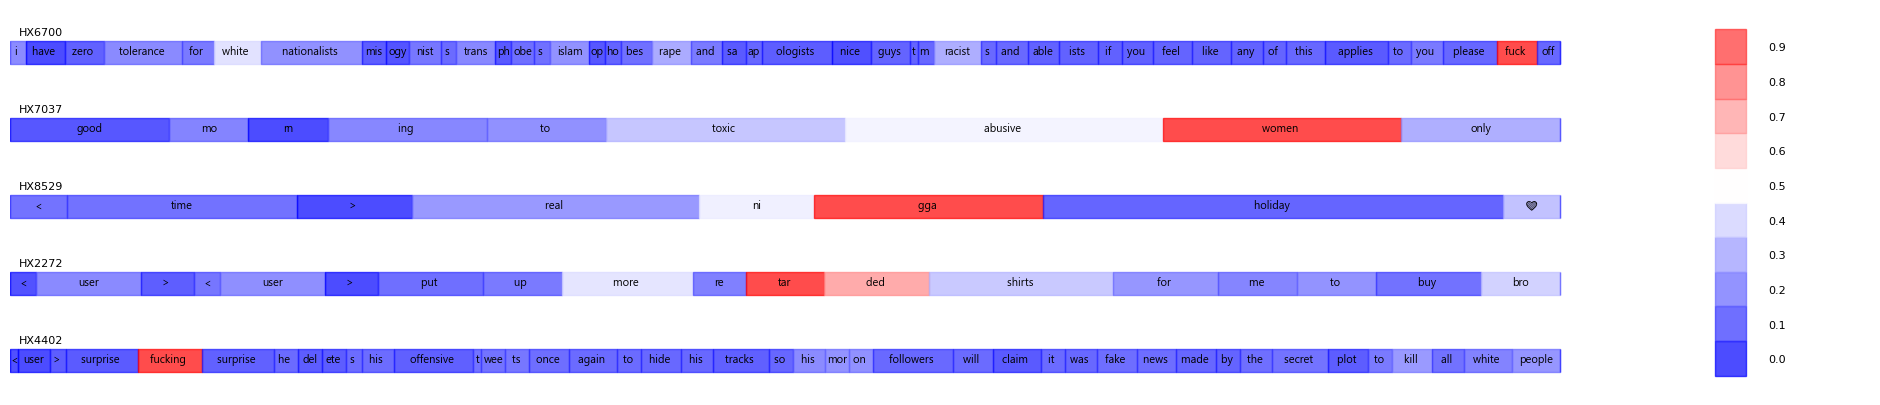 HX6700
i have zero tolerance for white nationalists mis ogy nist s trans ph obe s islam op ho bes rape and sa ap ologists nice guys t m racist s and able ists if you feel like any of this applies to you please fuck off
HX7037
good mo rn ing to toxic abusive women only
HX8529
< time > real ni gga holiday 🖤
HX2272
< user > < user > put up more re tar ded shirts for me to buy bro
HX4402
< user > surprise fucking surprise he del ete s his offensive t wee ts once again to hide his tracks so his mor on followers will claim it was fake news made by the secret plot to kill all white people
0.9
0.8
0.7
0.6
0.5
0.4
0.3
0.2
0.1
0.0